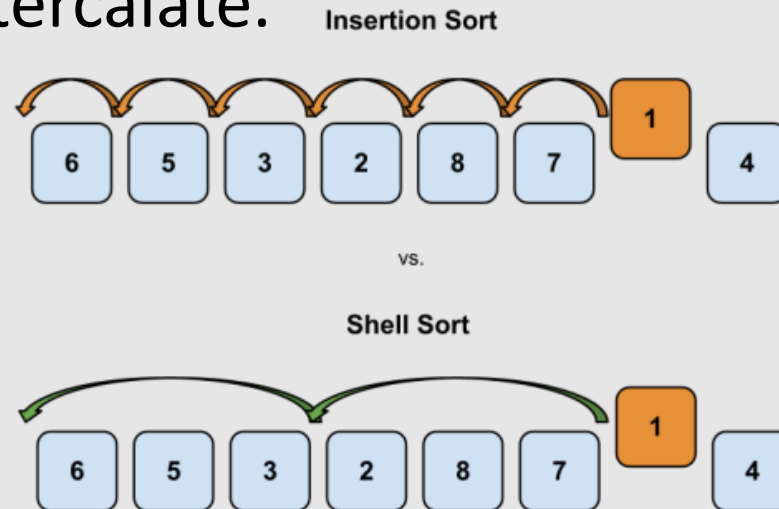 tercalate.
Insertion Sort
1
6 5 3 2 8 7 4
vs.
Shell Sort
1
6 5 3 2 8 7 4